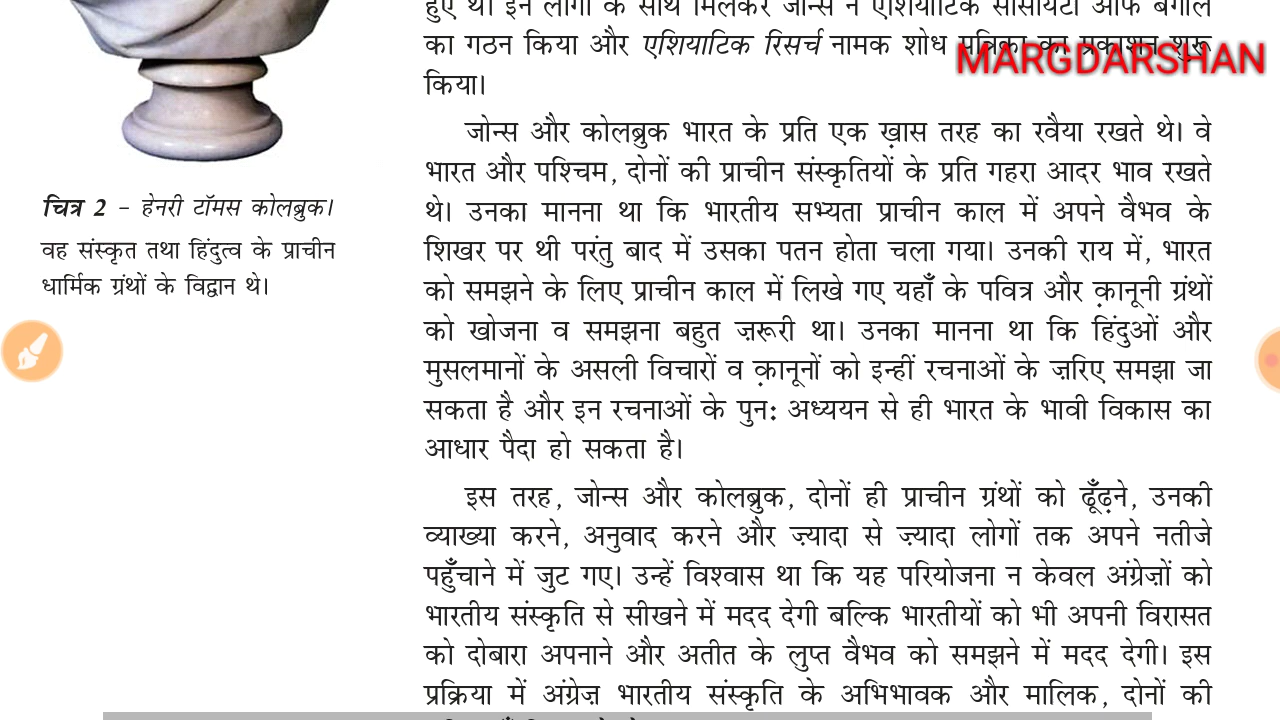 हुए थे। इन लोगों के साथ मिलकर जोन्स ने एशियाटिक सोसायटी ऑफ बंगाल
का गठन किया और एशियाटिक रिसर्च नामक शोध पत्रिका का प्रकाशन शुरू
किया।
MARGDARSHAN
जोन्स और कोलब्रुक भारत के प्रति एक ख़ास तरह का रवैया रखते थे। वे
भारत और पश्चिम, दोनों की प्राचीन संस्कृतियों के प्रति गहरा आदर भाव रखते
थे। उनका मानना था कि भारतीय सभ्यता प्राचीन काल में अपने वैभव के
शिखर पर थी परंतु बाद में उसका पतन होता चला गया। उनकी राय में, भारत
को समझने के लिए प्राचीन काल में लिखे गए यहाँ के पवित्र और क़ानूनी ग्रंथों
को खोजना व समझना बहुत ज़रूरी था। उनका मानना था कि हिंदुओं और
मुसलमानों के असली विचारों व क़ानूनों को इन्हीं रचनाओं के ज़रिए समझा जा
सकता है और इन रचनाओं के पुन: अध्ययन से ही भारत के भावी विकास का
आधार पैदा हो सकता है।
इस तरह, जोन्स और कोलब्रुक, दोनों ही प्राचीन ग्रंथों को ढूँढ़ने, उनकी
व्याख्या करने, अनुवाद करने और ज़्यादा से ज़्यादा लोगों तक अपने नतीजे
पहुँचाने में जुट गए। उन्हें विश्वास था कि यह परियोजना न केवल अंग्रेज़ों को
भारतीय संस्कृति से सीखने में मदद देगी बल्कि भारतीयों को भी अपनी विरासत
को दोबारा अपनाने और अतीत के लुप्त वैभव को समझने में मदद देगी। इस
प्रक्रिया में अंग्रेज़ भारतीय संस्कृति के अभिभावक और मालिक, दोनों की
चित्र 2 – हेनरी टॉमस कोलब्रुक।
वह संस्कृत तथा हिंदुत्व के प्राचीन
धार्मिक ग्रंथों के विद्वान थे।